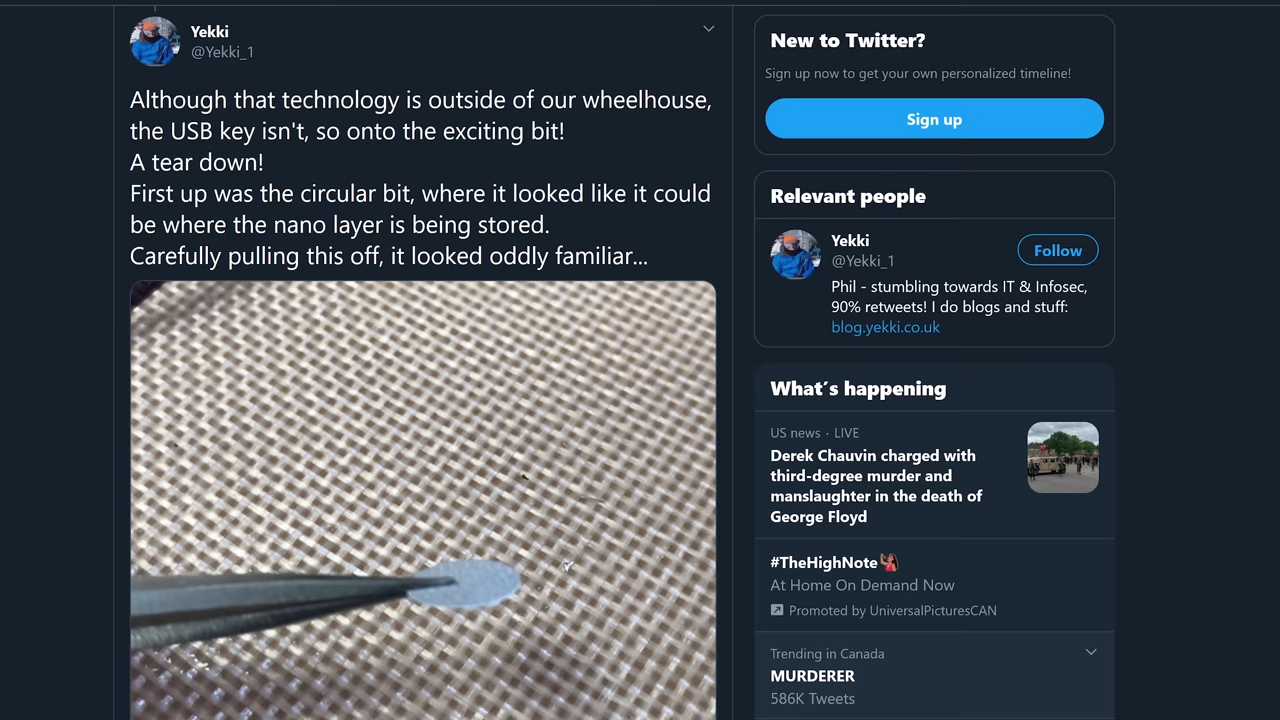 Yekki
@Yekki_1
Although that technology is outside of our wheelhouse,
the USB key isn't, so onto the exciting bit!
A tear down!
First up was the circular bit, where it looked like it could
be where the nano layer is being stored.
Carefully pulling this off, it looked oddly familiar...
New to Twitter?
Sign up now to get your own personalized timeline!
Sign up
Relevant people
Yekki
@Yekki_1
Follow
Phil - stumbling towards IT & Infosec,
90% retweets! I do blogs and stuff:
blog.yekki.co.uk
What's happening
US news · LIVE
Derek Chauvin charged with
third-degree murder and
manslaughter in the death of
George Floyd
#TheHighNote💃🏾
At Home On Demand Now
Promoted by UniversalPicturesCAN
Trending in Canada
MURDERER
586K Tweets